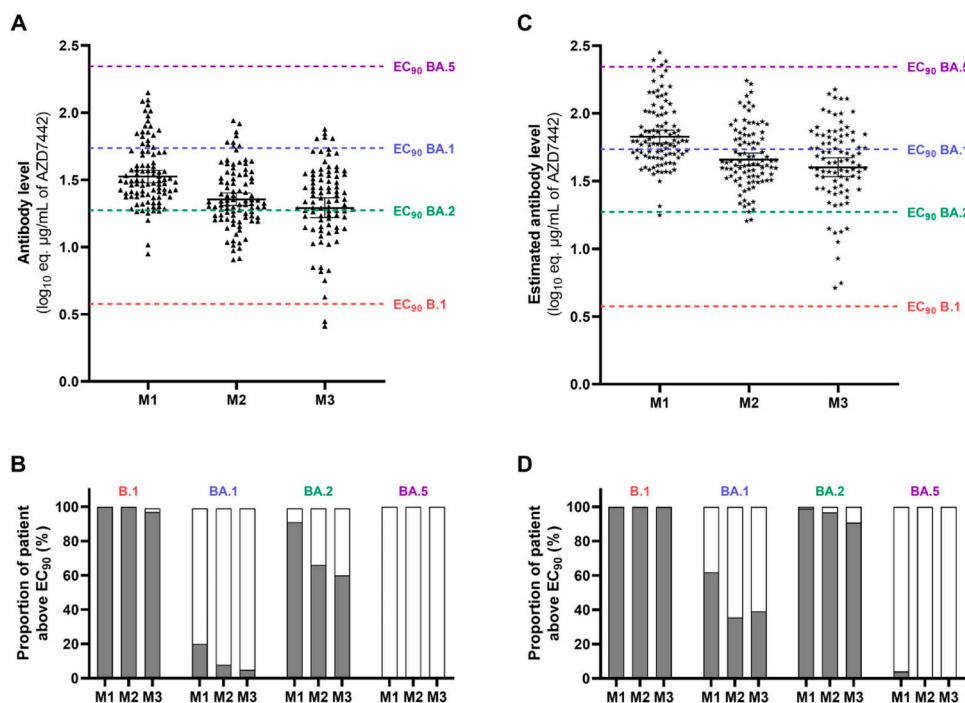 A
Antibody level
(log10 eq. µg/mL of AZD7442)
2.5
2.0
1.5
1.0
0.5
0.0
EC90 BA.5
EC90 BA.1
EC90 BA.2
EC90 B.1
M1 M2 M3
C
Estimated antibody level
(log10 eq. µg/mL of AZD7442)
2.5
2.0
1.5
1.0
0.5
0.0
EC90 BA.5
EC90 BA.1
EC90 BA.2
EC90 B.1
M1 M2 M3
B
Proportion of patient
above EC90 (%)
B.1 BA.1 BA.2 BA.5
100
80
60
40
20
0
M1 M2 M3 M1 M2 M3 M1 M2 M3 M1 M2 M3
D
Proportion of patient
above EC90 (%)
B.1 BA.1 BA.2 BA.5
100
80
60
40
20
0
M1 M2 M3 M1 M2 M3 M1 M2 M3 M1 M2 M3